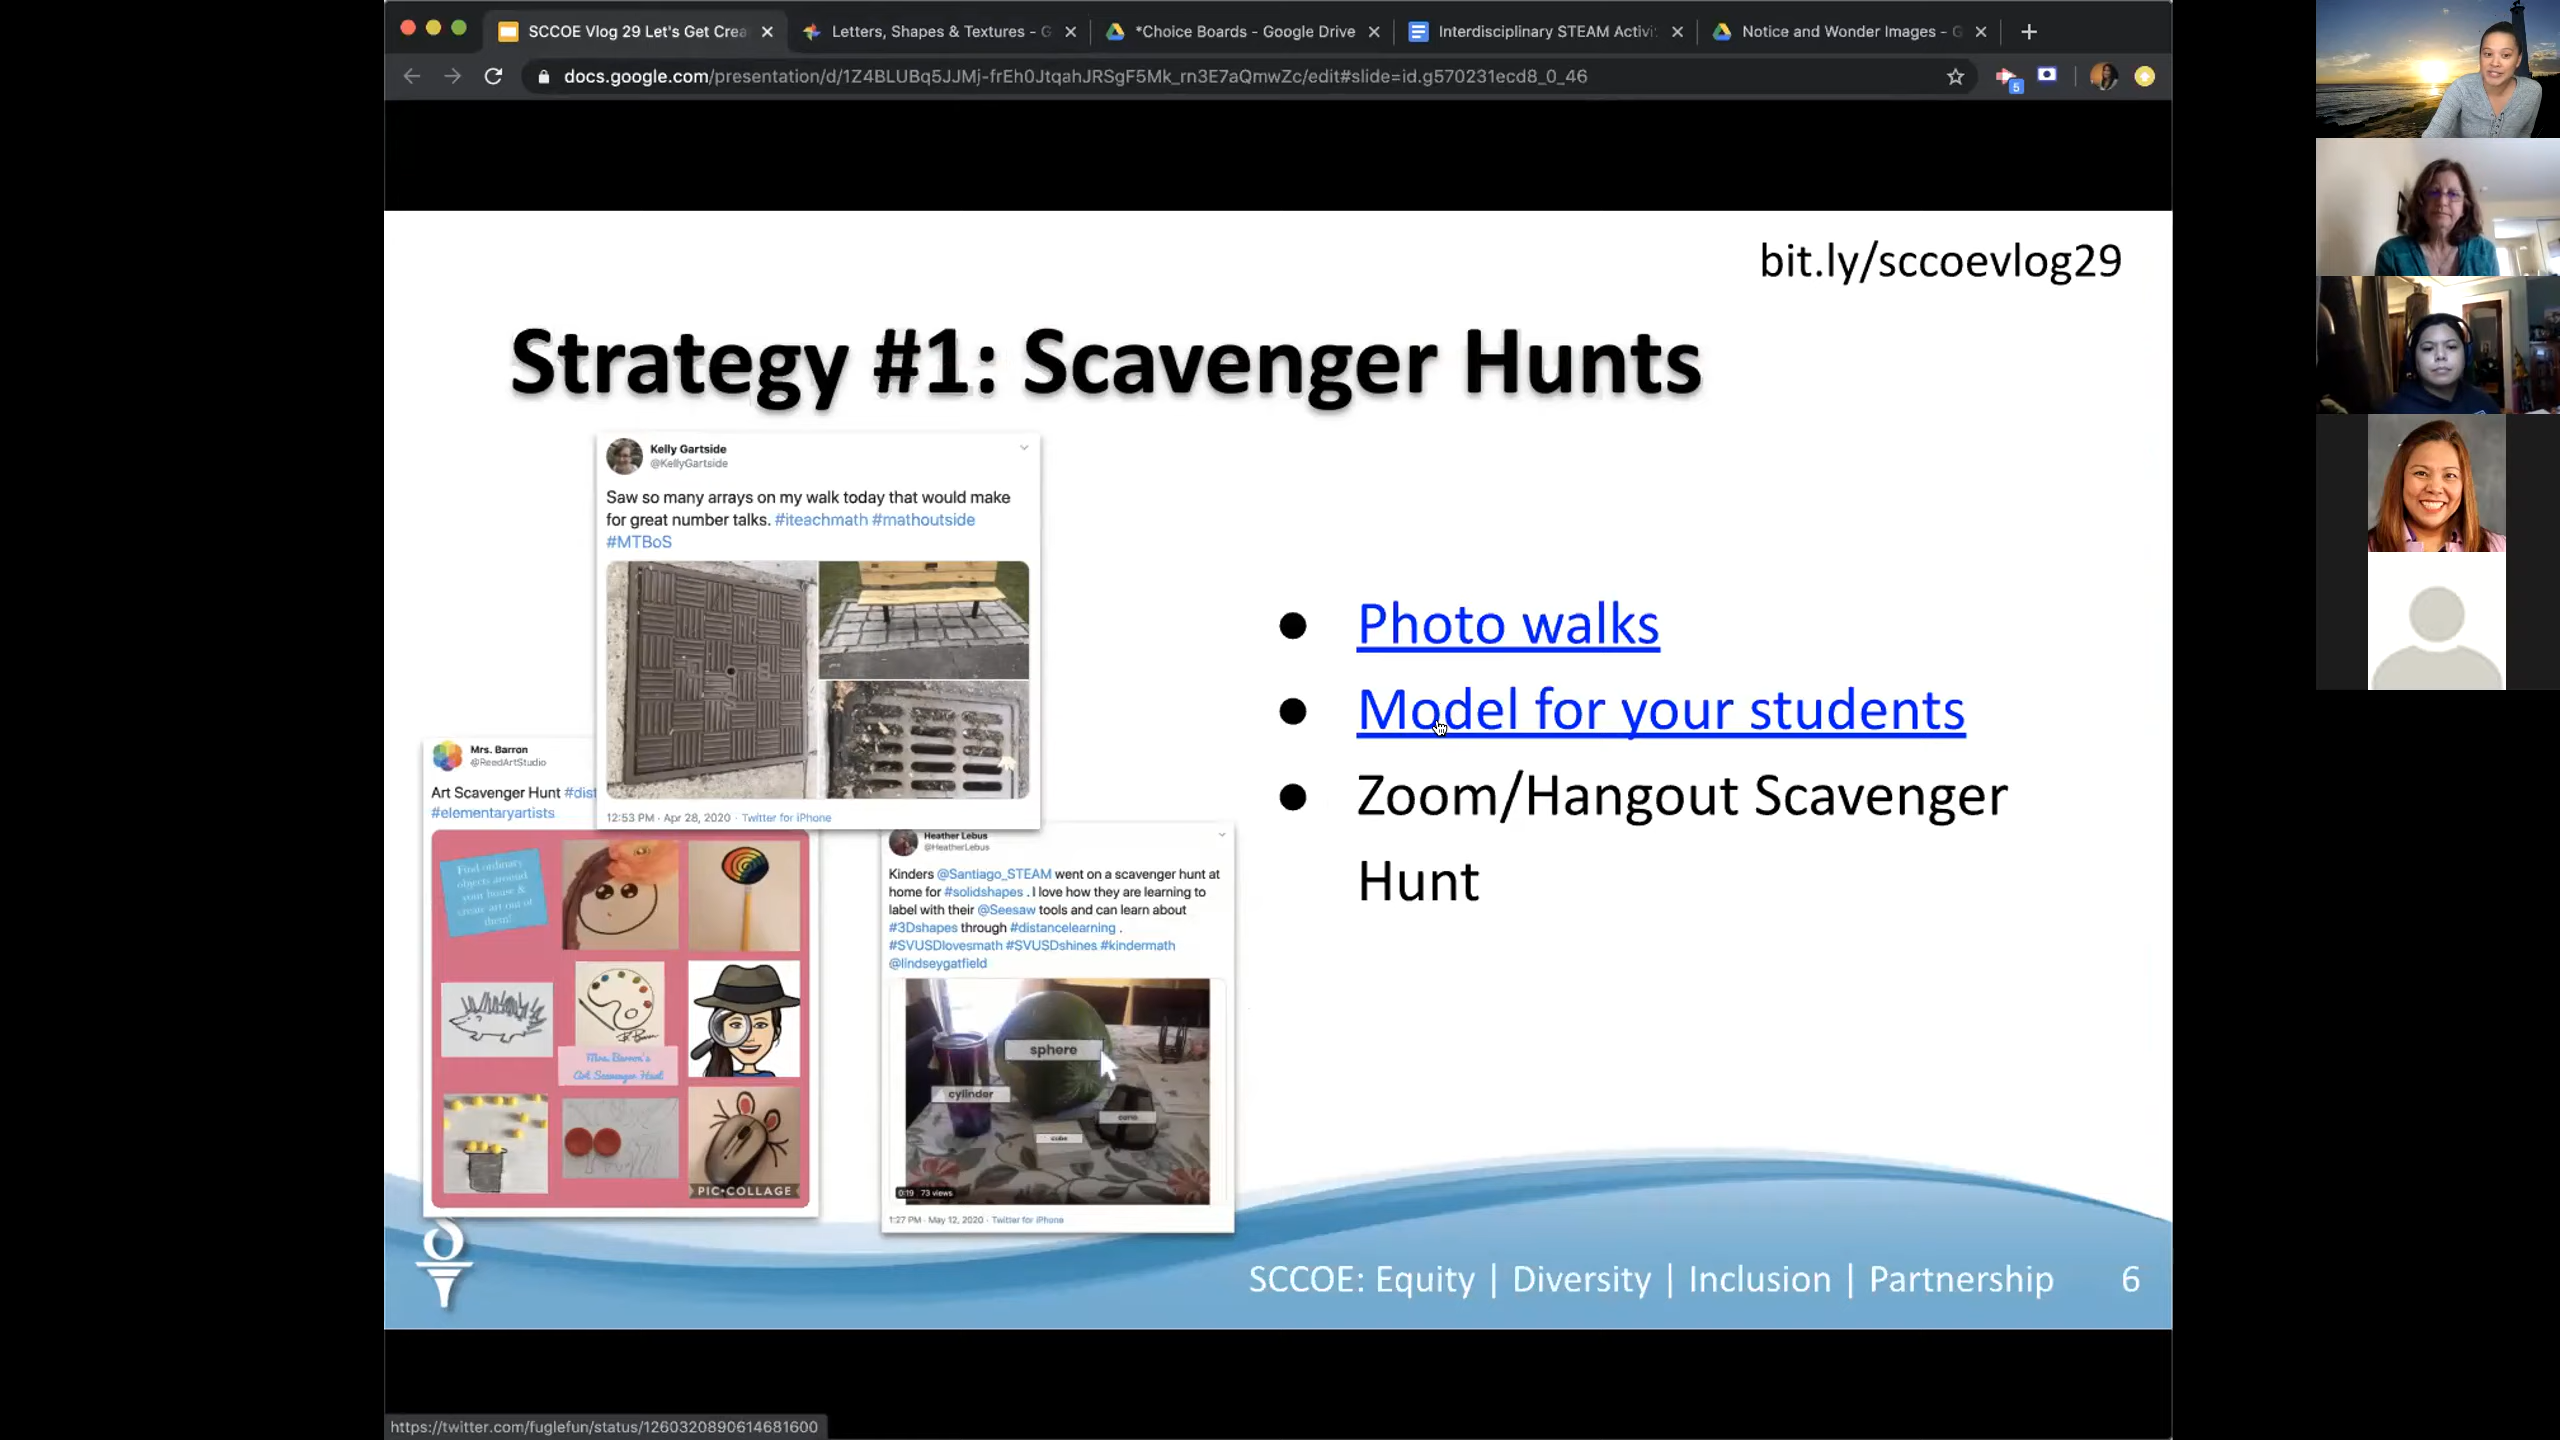 SCCOE Vlog 29 Let's Get Crea
Letters, Shapes & Textures - G
*Choice Boards - Google Drive
Interdisciplinary STEAM Activi
Notice and Wonder Images - G
docs.google.com/presentation/d/1Z4BLUBq5JJMj-frEh0JtqahJRSgF5Mk_rn3E7aQmwZc/edit#slide=id.g570231ecd8_0_46
5
bit.ly/sccoevlog29
Strategy #1: Scavenger Hunts
Kelly Gartside
@KellyGartside
Saw so many arrays on my walk today that would make
for great number talks. #iteachmath #mathoutside
#MTBoS
12:53 PM · Apr 28, 2020 · Twitter for iPhone
Mrs. Barron
@ReedArtStudio
Art Scavenger Hunt #dist
#elementaryartists
Find ordinary
objects around
your house &
create art out of
them!
Mrs. Barron's
Art Scavenger Hunt
PIC•COLLAGE
Heather Lebus
@HeatherLebus
Kinders @Santiago_STEAM went on a scavenger hunt at
home for #solidshapes . I love how they are learning to
label with their @Seesaw tools and can learn about
#3Dshapes through #distancelearning .
#SVUSDlovesmath #SVUSDshines #kindermath
@lindseygatfield
sphere
cylinder
cone
cube
0:19 73 views
1:27 PM · May 12, 2020 · Twitter for iPhone
● Photo walks
● Model for your students
● Zoom/Hangout Scavenger
Hunt
SCCOE: Equity | Diversity | Inclusion | Partnership 6
https://twitter.com/fuglefun/status/1260320890614681600